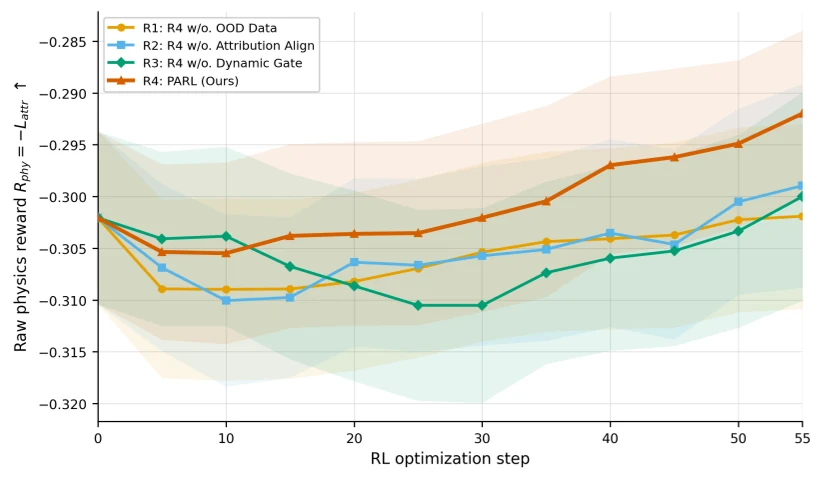 R1: R4 w/o. OOD Data
R2: R4 w/o. Attribution Align
R3: R4 w/o. Dynamic Gate
R4: PARL (Ours)
Raw physics reward R_phy = −L_attr ↑
−0.285
−0.290
−0.295
−0.300
−0.305
−0.310
−0.315
−0.320
0 10 20 30 40 50 55
RL optimization step